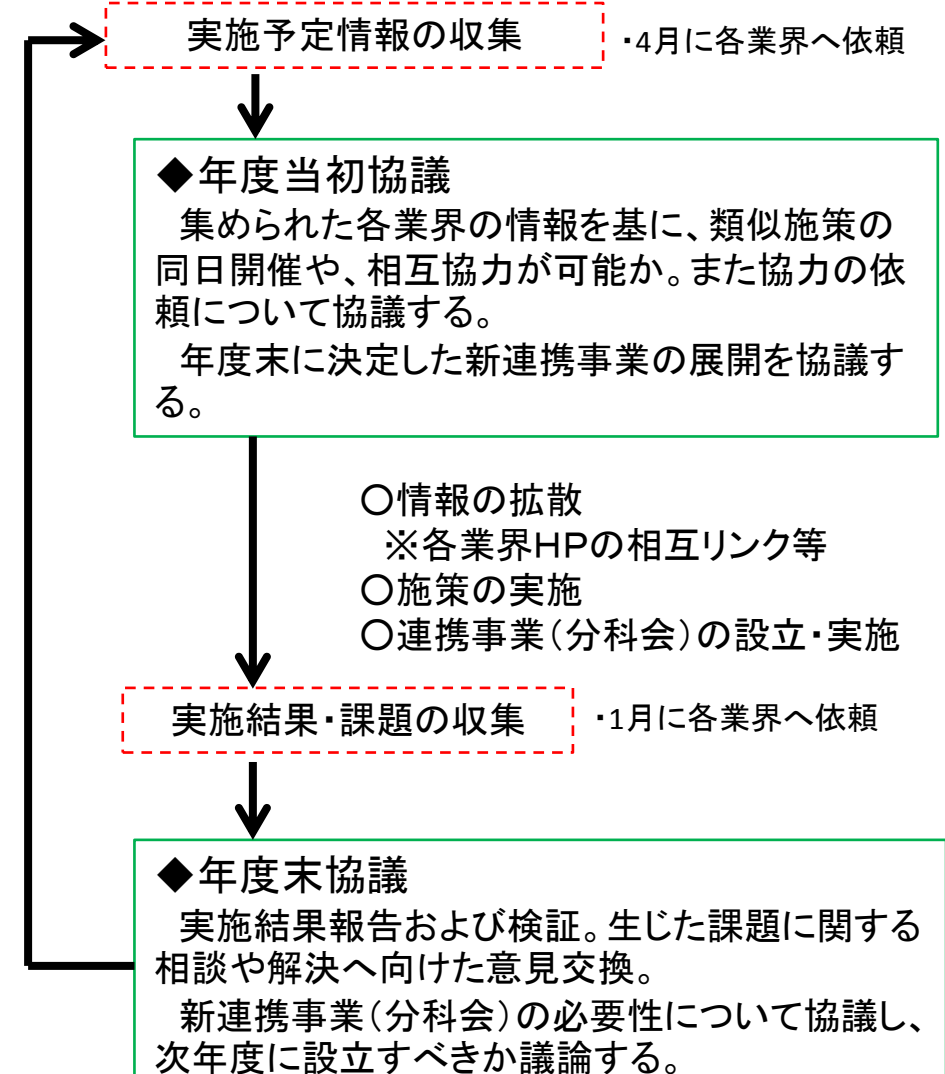 実施予定情報の収集
・4月に各業界へ依頼
◆年度当初協議
集められた各業界の情報を基に、類似施策の
同日開催や、相互協力が可能か。また協力の依
頼について協議する。
年度末に決定した新連携事業の展開を協議す
る。
〇情報の拡散
※各業界HPの相互リンク等
〇施策の実施
〇連携事業(分科会)の設立・実施
実施結果・課題の収集
・1月に各業界へ依頼
◆年度末協議
実施結果報告および検証。生じた課題に関する
相談や解決へ向けた意見交換。
新連携事業(分科会)の必要性について協議し、
次年度に設立すべきか議論する。